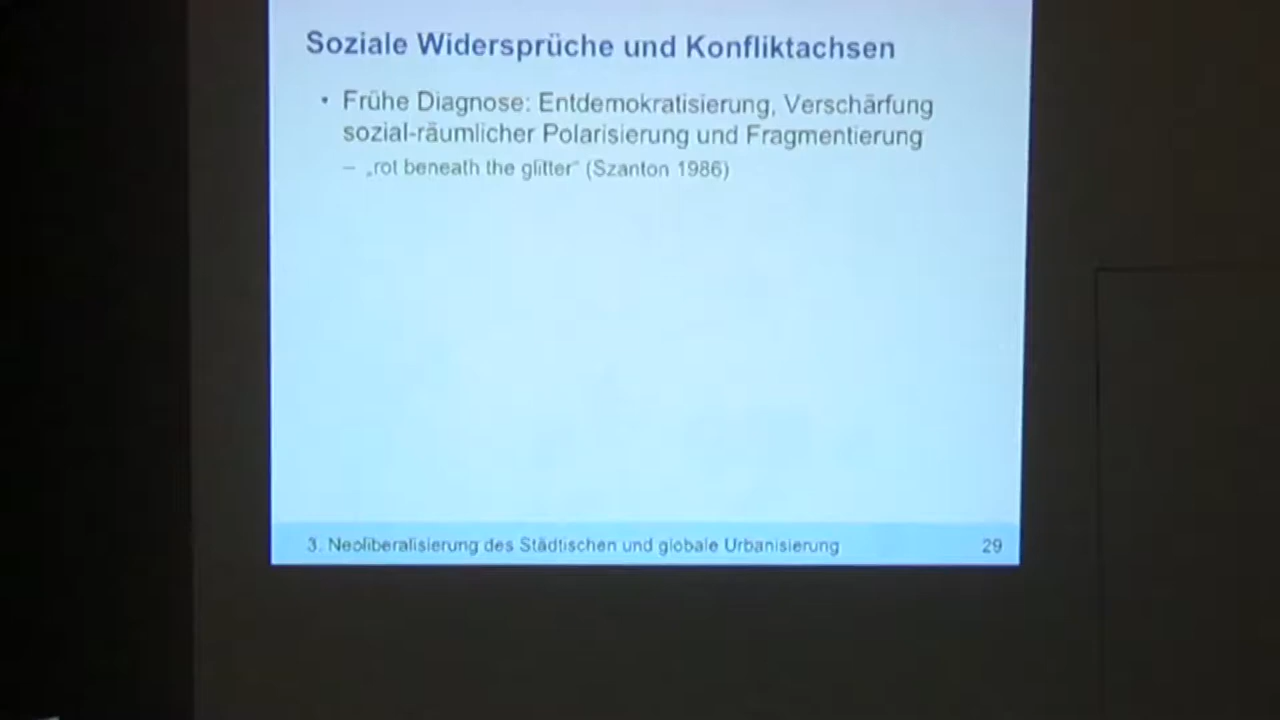 Soziale Widersprüche und Konfliktachsen
• Frühe Diagnose: Entdemokratisierung, Verschärfung
sozial-räumlicher Polarisierung und Fragmentierung
– „rot beneath the glitter“ (Szanton 1986)
3. Neoliberalisierung des Städtischen und globale Urbanisierung 29